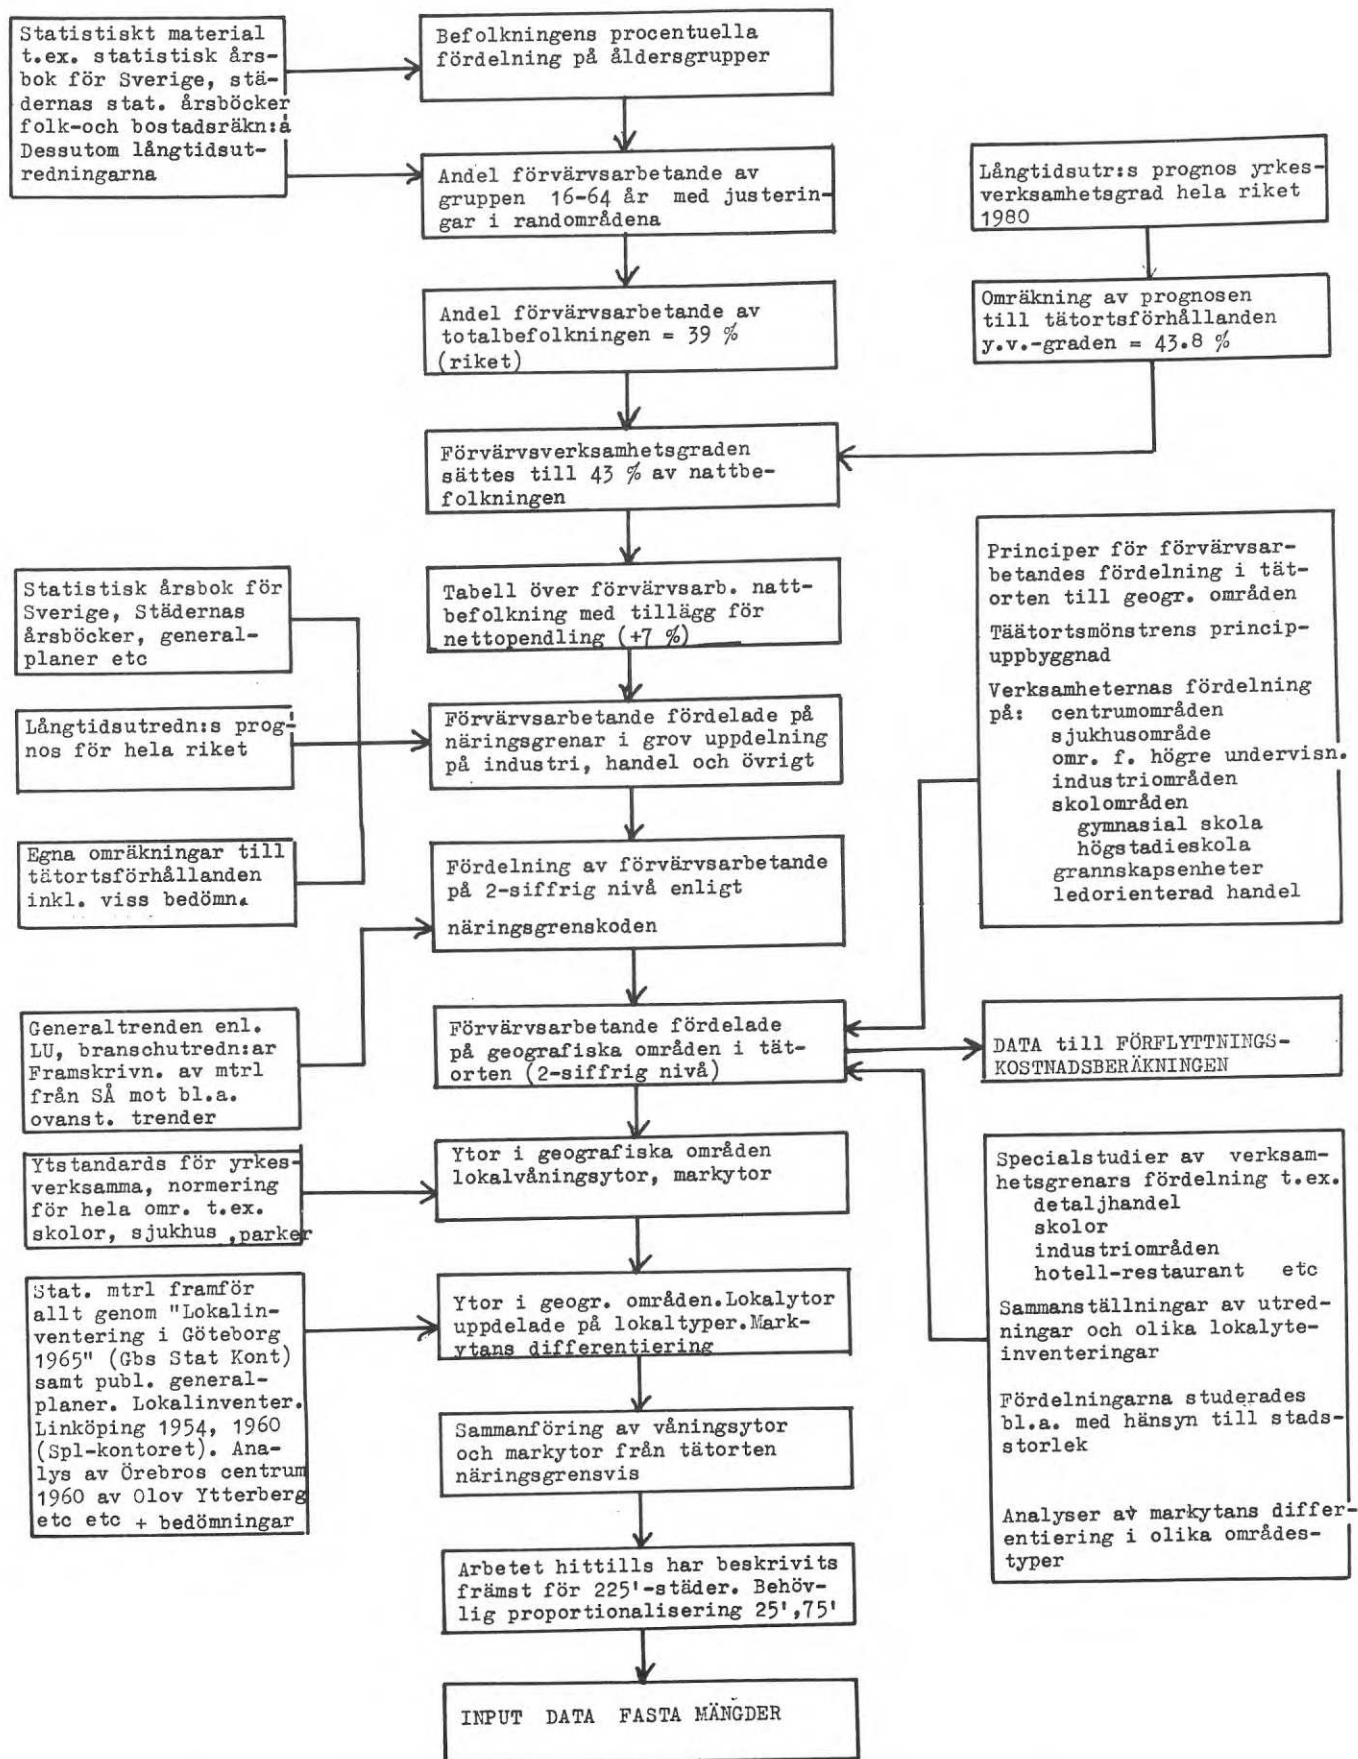 Statistiskt material
t.ex. statistisk års-
bok för Sverige, stä-
dernas stat. årsböcker
folk-och bostadsräkn:a
Dessutom långtidsut-
redningarna
Befolkningens procentuella
fördelning på åldersgrupper
Andel förvärvsarbetande av
gruppen 16-64 år med justerin-
gar i randområdena
Långtidsutr:s prognos yrkes-
verksamhetsgrad hela riket
1980
Andel förvärvsarbetande av
totalbefolkningen = 39 %
(riket)
Omräkning av prognosen
till tätortsförhållanden
y.v.-graden = 43.8 %
Förvärvsverksamhetsgraden
sättes till 43 % av nattbe-
folkningen
Statistisk årsbok för
Sverige, Städernas
årsböcker, general-
planer etc
Tabell över förvärvsarb. natt-
befolkning med tillägg för
nettopendling (+7 %)
Långtidsutredn:s prog-
nos för hela riket
Förvärvsarbetande fördelade på
näringsgrenar i grov uppdelning
på industri, handel och övrigt
Principer för förvärvsar-
betandes fördelning i tät-
orten till geogr. områden
Täätortsmönstrens princip-
uppbyggnad
Verksamheternas fördelning
på: centrumområden
sjukhusområde
omr. f. högre undervisn.
industriområden
skolområden
gymnasial skola
högstadieskola
grannskapsenheter
ledorienterad handel
Egna omräkningar till
tätortsförhållanden
inkl. viss bedömn.
Fördelning av förvärvsarbetande
på 2-siffrig nivå enligt
näringsgrenskoden
Generaltrenden enl.
LU, branschutredn:ar
Framskrivn. av mtrl
från SÅ mot bl.a.
ovanst. trender
Förvärvsarbetande fördelade
på geografiska områden i tät-
orten (2-siffrig nivå)
DATA till FÖRFLYTTNINGS-
KOSTNADSBERÄKNINGEN
Ytstandards för yrkes-
verksamma, normering
för hela omr. t.ex.
skolor, sjukhus ,parker
Ytor i geografiska områden
lokalvåningsytor, markytor
Specialstudier av verksam-
hetsgrenars fördelning t.ex.
detaljhandel
skolor
industriområden
hotell-restaurant etc
Sammanställningar av utred-
ningar och olika lokalyte-
inventeringar
Fördelningarna studerades
bl.a. med hänsyn till stads-
storlek
Analyser av markytans differ-
entiering i olika områdes-
typer
Stat. mtrl framför
allt genom "Lokalin-
ventering i Göteborg
1965" (Gbs Stat Kont)
samt publ. general-
planer. Lokalinventer.
Linköping 1954, 1960
(Spl-kontoret). Ana-
lys av Örebros centrum
1960 av Olov Ytterberg
etc etc + bedömningar
Ytor i geogr. områden.Lokalytor
uppdelade på lokaltyper.Mark-
ytans differentiering
Sammanföring av våningsytor
och markytor från tätorten
näringsgrensvis
Arbetet hittills har beskrivits
främst för 225'-städer. Behöv-
lig proportionalisering 25',75'
INPUT DATA FASTA MÄNGDER